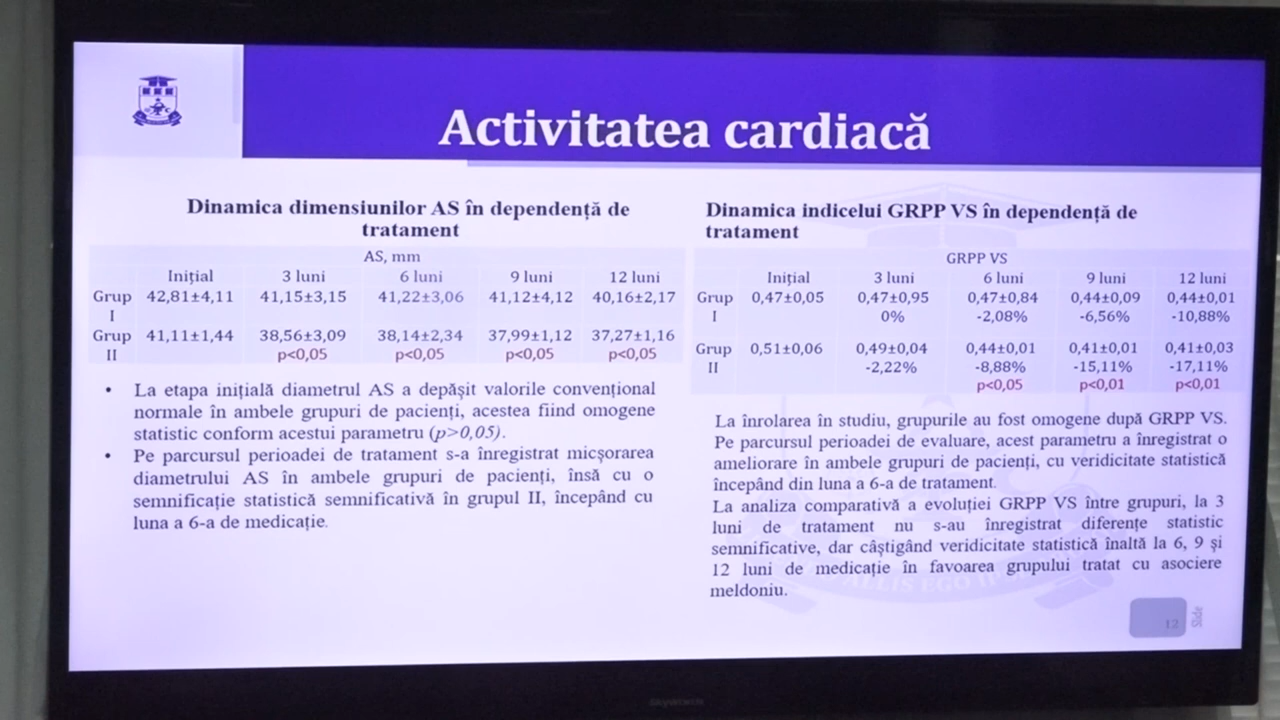 Activitatea cardiacă
Dinamica dimensiunilor AS în dependență de
tratament
AS, mm
Inițial 3 luni 6 luni 9 luni 12 luni
Grup I 42,81±4,11 41,15±3,15 41,22±3,06 41,12±4,12 40,16±2,17
Grup II 41,11±1,44 38,56±3,09 38,14±2,34 37,99±1,12 37,27±1,16
p<0,05 p<0,05 p<0,05 p<0,05
• La etapa inițială diametrul AS a depășit valorile convențional
normale în ambele grupuri de pacienți, acestea fiind omogene
statistic conform acestui parametru (p>0,05).
• Pe parcursul perioadei de tratament s-a înregistrat micșorarea
diametrului AS în ambele grupuri de pacienți, însă cu o
semnificație statistică semnificativă în grupul II, începând cu
luna a 6-a de medicație.
Dinamica indicelui GRPP VS în dependență de
tratament
GRPP VS
Inițial 3 luni 6 luni 9 luni 12 luni
Grup I 0,47±0,05 0,47±0,95 0,47±0,84 0,44±0,09 0,44±0,01
0% -2,08% -6,56% -10,88%
Grup II 0,51±0,06 0,49±0,04 0,44±0,01 0,41±0,01 0,41±0,03
-2,22% -8,88% -15,11% -17,11%
p<0,05 p<0,01 p<0,01
La înrolarea în studiu, grupurile au fost omogene după GRPP VS.
Pe parcursul perioadei de evaluare, acest parametru a înregistrat o
ameliorare în ambele grupuri de pacienți, cu veridicitate statistică
începând din luna a 6-a de tratament.
La analiza comparativă a evoluției GRPP VS între grupuri, la 3
luni de tratament nu s-au înregistrat diferențe statistic
semnificative, dar câștigând veridicitate statistică înaltă la 6, 9 și
12 luni de medicație în favoarea grupului tratat cu asociere
meldoniu.
12
Slide